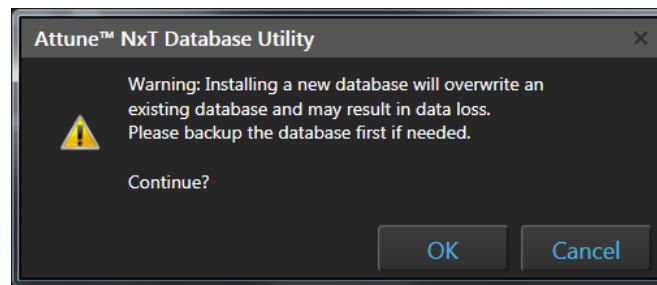 Attune™ NxT Database Utility
Warning: Installing a new database will overwrite an
existing database and may result in data loss.
Please backup the database first if needed.
Continue?
OK
Cancel